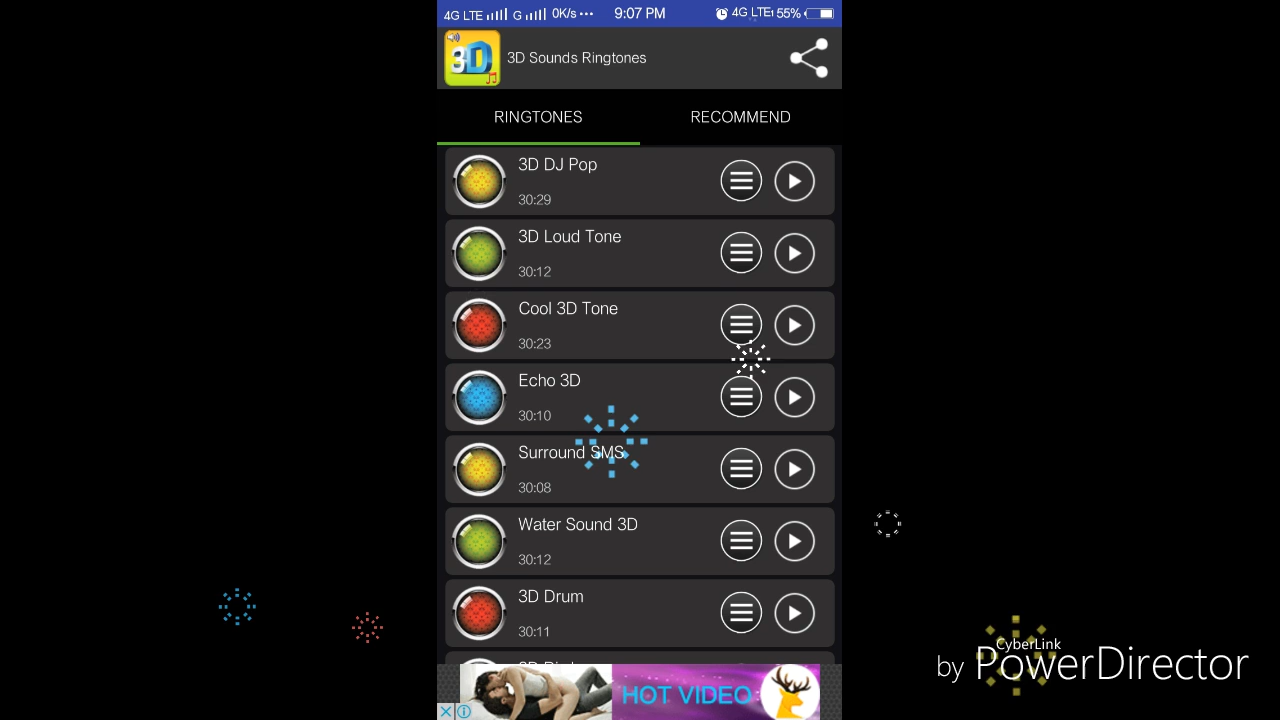 4G LTE G 0K/s ··· 9:07 PM 4G LTE 55%
3D
3D Sounds Ringtones
RINGTONES RECOMMEND
3D DJ Pop
30:29
3D Loud Tone
30:12
Cool 3D Tone
30:23
Echo 3D
30:10
Surround SMS
30:08
Water Sound 3D
30:12
3D Drum
30:11
HOT VIDEO
CyberLink
by PowerDirector